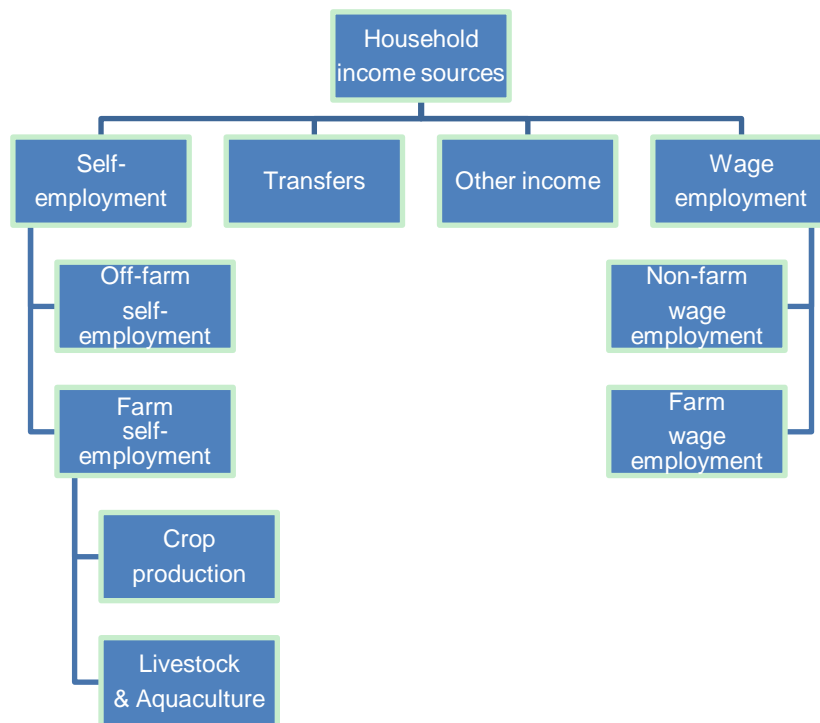 Household
income sources
Self-
employment
Transfers
Other income
Wage
employment
Off-farm
self-
employment
Non-farm
wage
employment
Farm
self-
employment
Farm
wage
employment
Crop
production
Livestock
& Aquaculture